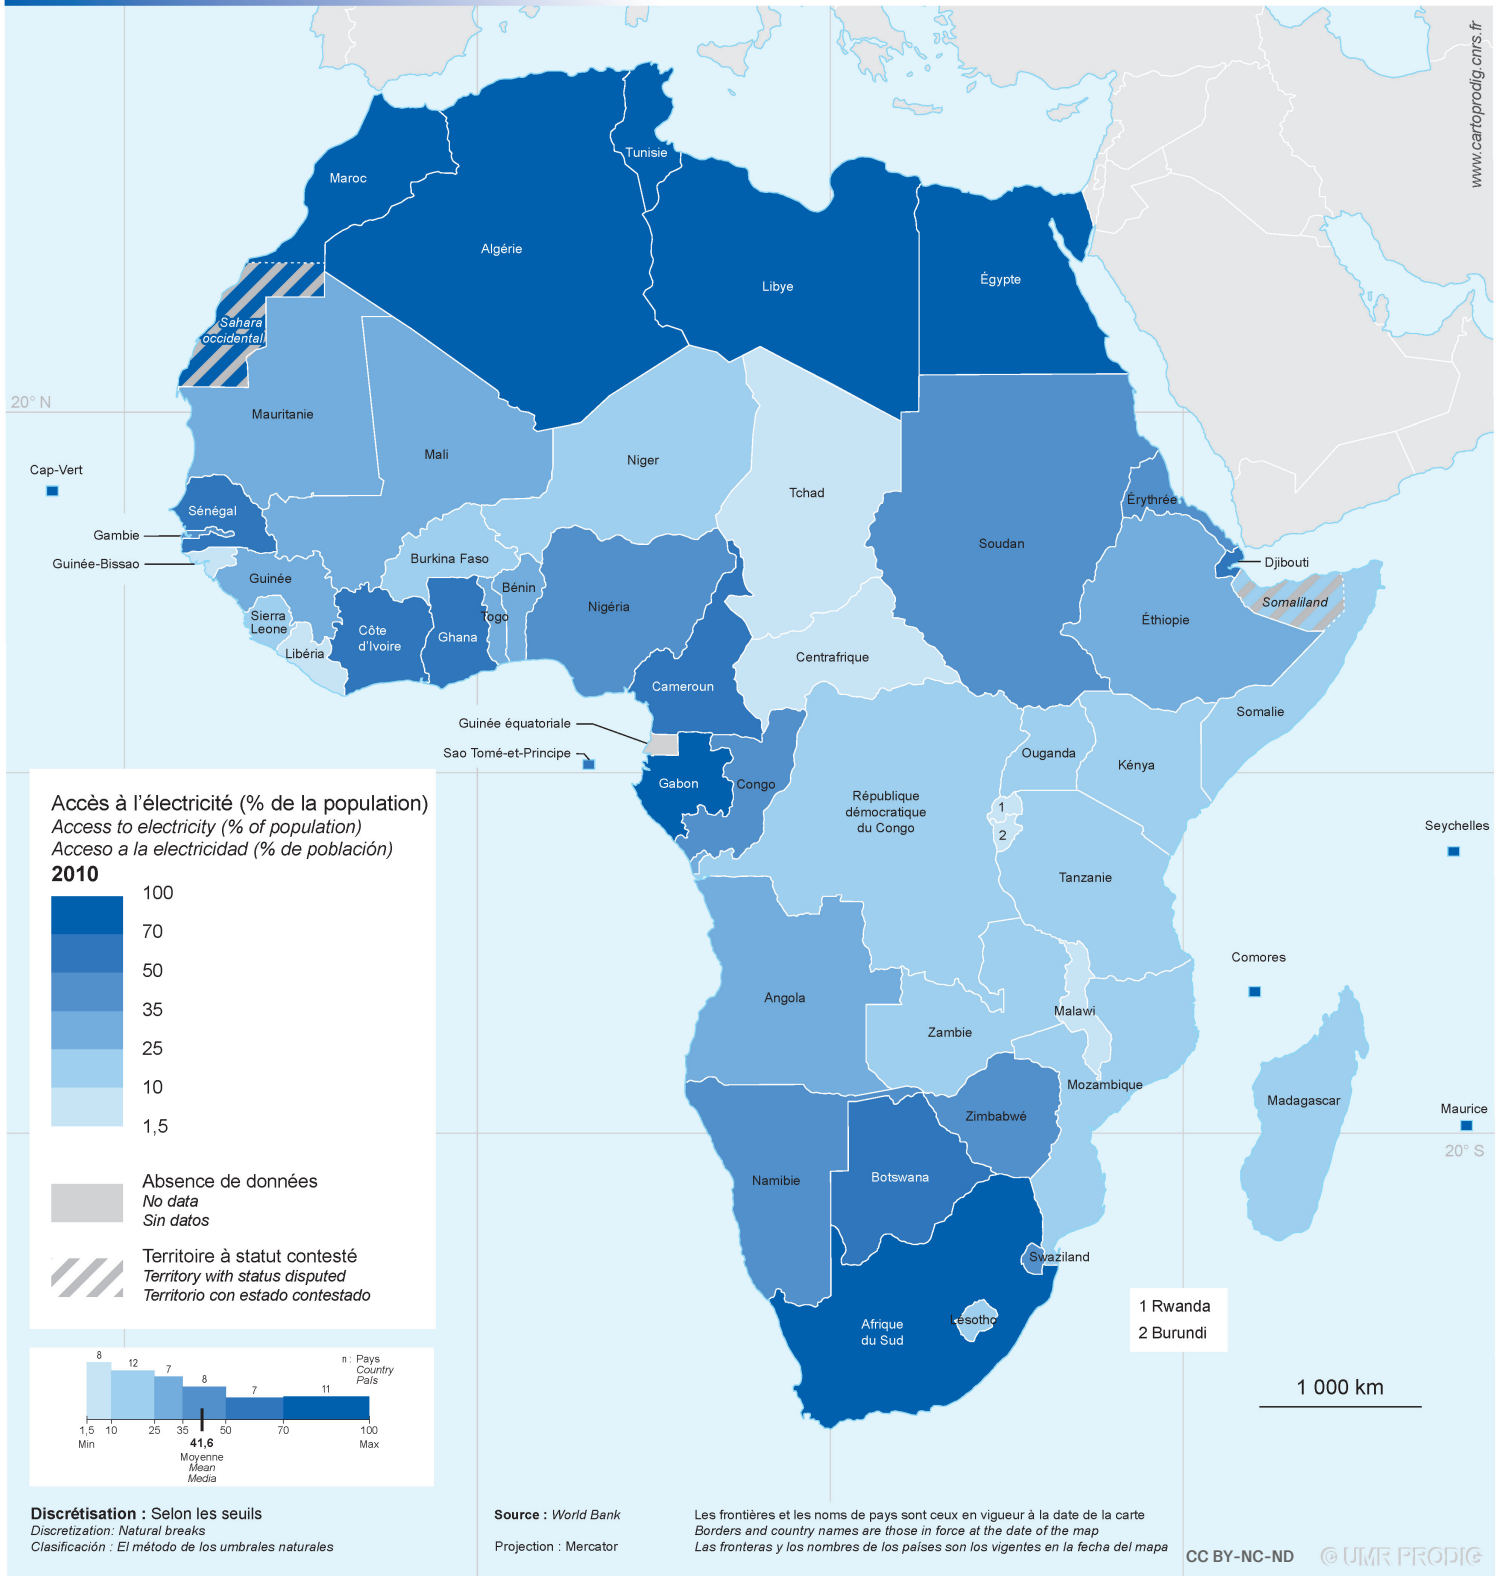 www.cartoprodig.cnrs.fr
Tunisie
Maroc
Algérie
Libye
Égypte
Sahara
occidental
20° N
Mauritanie
Mali
Niger
Tchad
Cap-Vert
Sénégal
Érythrée
Gambie
Soudan
Guinée-Bissao
Burkina Faso
Djibouti
Guinée
Bénin
Nigéria
Somaliland
Sierra
Leone
Togo
Éthiopie
Côte
d'Ivoire
Ghana
Libéria
Centrafrique
Cameroun
Somalie
Guinée équatoriale
Sao Tomé-et-Principe
Ouganda
Kénya
Gabon
Congo
République
démocratique
du Congo
1
2
Seychelles
Tanzanie
Comores
Angola
Malawi
Zambie
Mozambique
Madagascar
Maurice
Zimbabwé
20° S
Botswana
Namibie
Swaziland
Lesotho
Afrique
du Sud
1 Rwanda
2 Burundi
1 000 km
Accès à l'électricité (% de la population)
Access to electricity (% of population)
Acceso a la electricidad (% de población)
2010
100
70
50
35
25
10
1,5
Absence de données
No data
Sin datos
Territoire à statut contesté
Territory with status disputed
Territorio con estado contestado
8
12
7
8
7
11
n : Pays
Country
País
1,5
10
25
35
50
70
100
Min
Max
41,6
Moyenne
Mean
Media
Discrétisation : Selon les seuils
Discretization: Natural breaks
Clasificación : El método de los umbrales naturales
Source : World Bank
Projection : Mercator
Les frontières et les noms de pays sont ceux en vigueur à la date de la carte
Borders and country names are those in force at the date of the map
Las fronteras y los nombres de los países son los vigentes en la fecha del mapa
CC BY-NC-ND
© UMR PRODIG